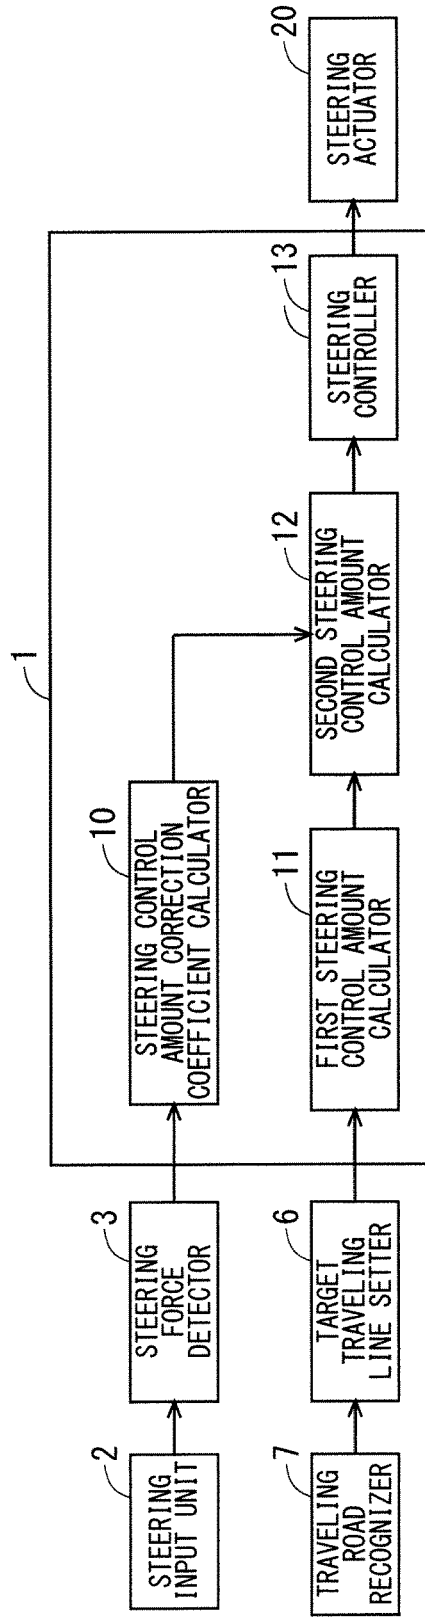 1
2
STEERING
INPUT UNIT
3
STEERING
FORCE
DETECTOR
10
STEERING CONTROL
AMOUNT CORRECTION
COEFFICIENT CALCULATOR
7
TRAVELING
ROAD
RECOGNIZER
6
TARGET
TRAVELING
LINE SETTER
11
FIRST STEERING
CONTROL AMOUNT
CALCULATOR
12
SECOND STEERING
CONTROL AMOUNT
CALCULATOR
13
STEERING
CONTROLLER
20
STEERING
ACTUATOR